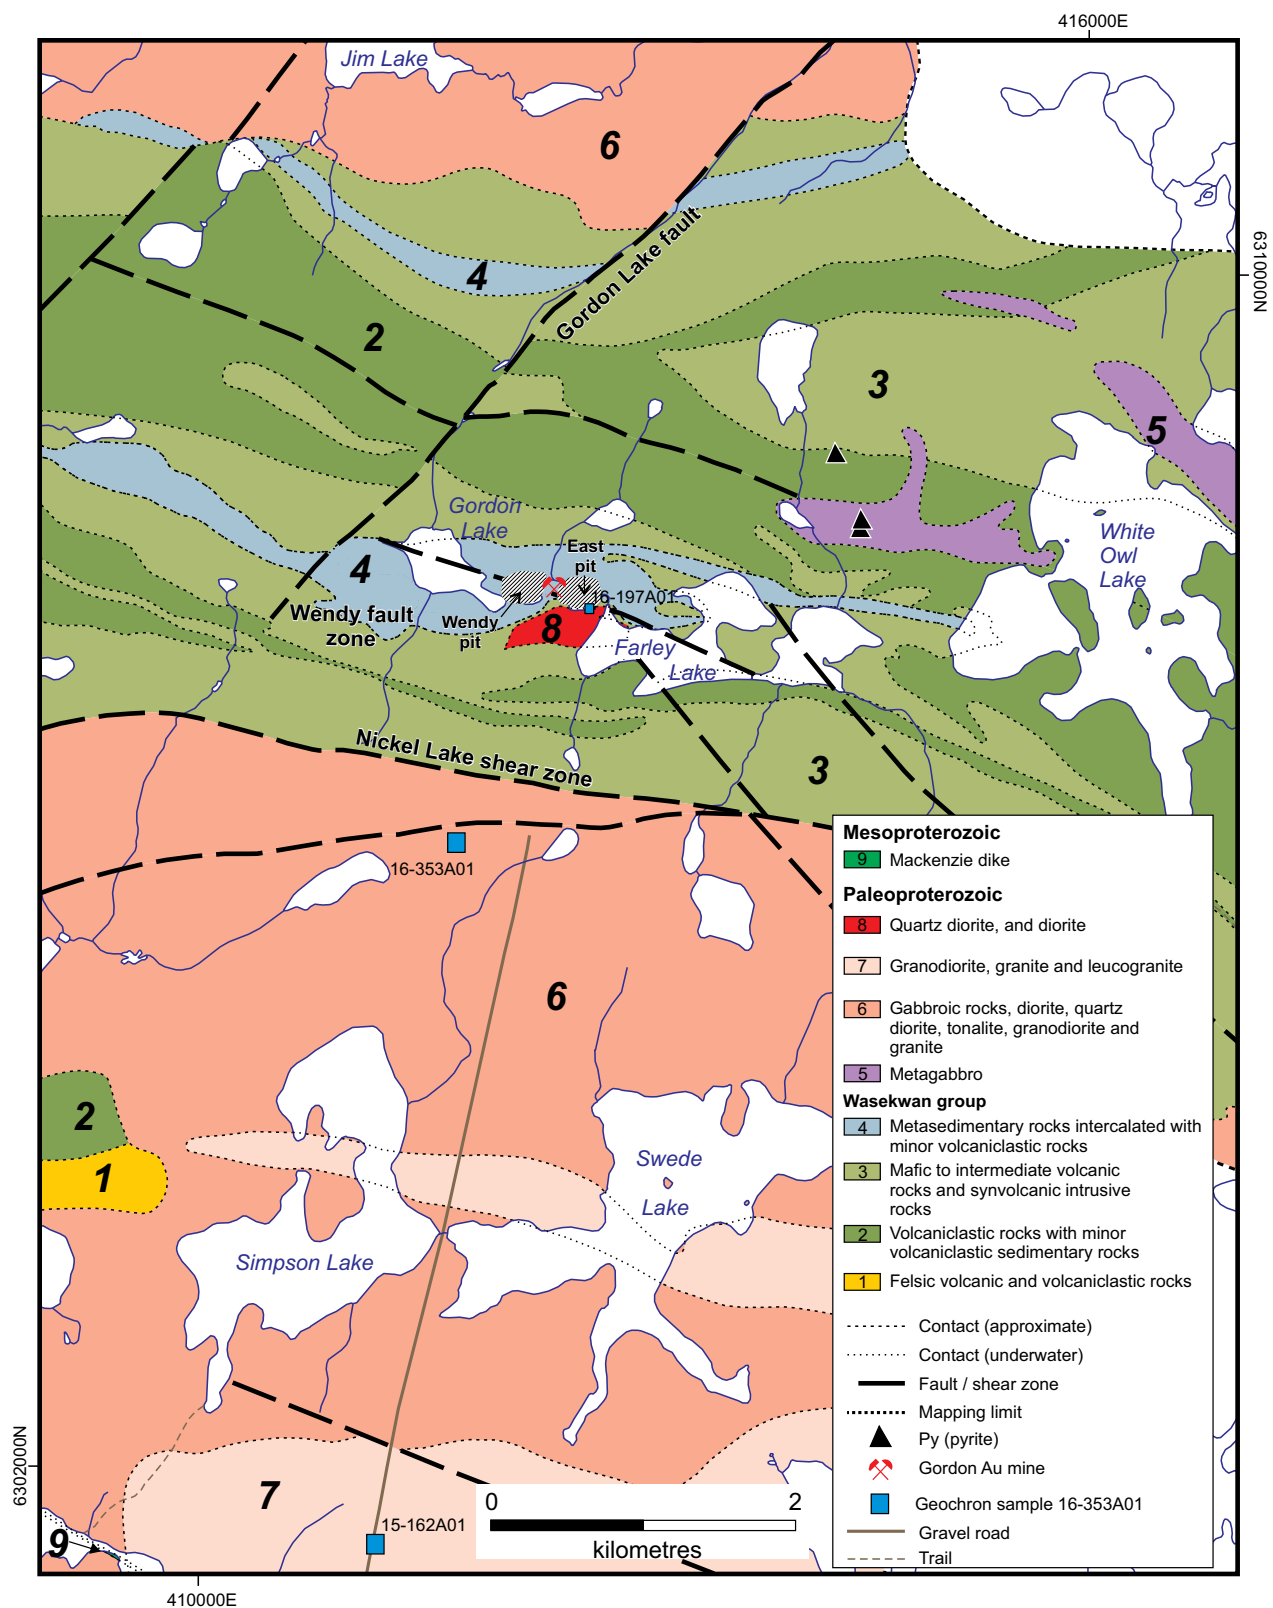 416000E
Jim Lake
6
6310000N
4
Gordon Lake fault
2
3
5
Gordon
Lake
White
Owl
Lake
4
East
pit
16-197A01
Wendy fault
zone
Wendy
pit
8
Farley
Lake
Nickel Lake shear zone
3
16-353A01
6
2
1
Swede
Lake
Simpson Lake
7
15-162A01
9
6302000N
410000E
0 2
kilometres
Mesoproterozoic
9 Mackenzie dike
Paleoproterozoic
8 Quartz diorite, and diorite
7 Granodiorite, granite and leucogranite
6 Gabbroic rocks, diorite, quartz
diorite, tonalite, granodiorite and
granite
5 Metagabbro
Wasekwan group
4 Metasedimentary rocks intercalated with
minor volcaniclastic rocks
3 Mafic to intermediate volcanic
rocks and synvolcanic intrusive
rocks
2 Volcaniclastic rocks with minor
volcaniclastic sedimentary rocks
1 Felsic volcanic and volcaniclastic rocks
Contact (approximate)
Contact (underwater)
Fault / shear zone
Mapping limit
Py (pyrite)
Gordon Au mine
Geochron sample 16-353A01
Gravel road
Trail